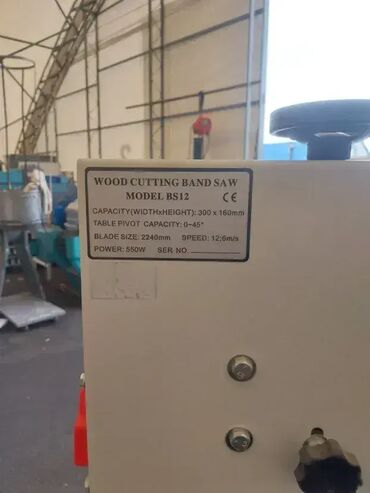 WOOD CUTTING BAND SAW
MODEL BS12 CE
CAPACITY(WIDTHxHEIGHT): 300 x 160mm
TABLE PIVOT CAPACITY: 0~45°
BLADE SIZE: 2240mm SPEED: 12;6m/s
POWER: 550W SER NO.